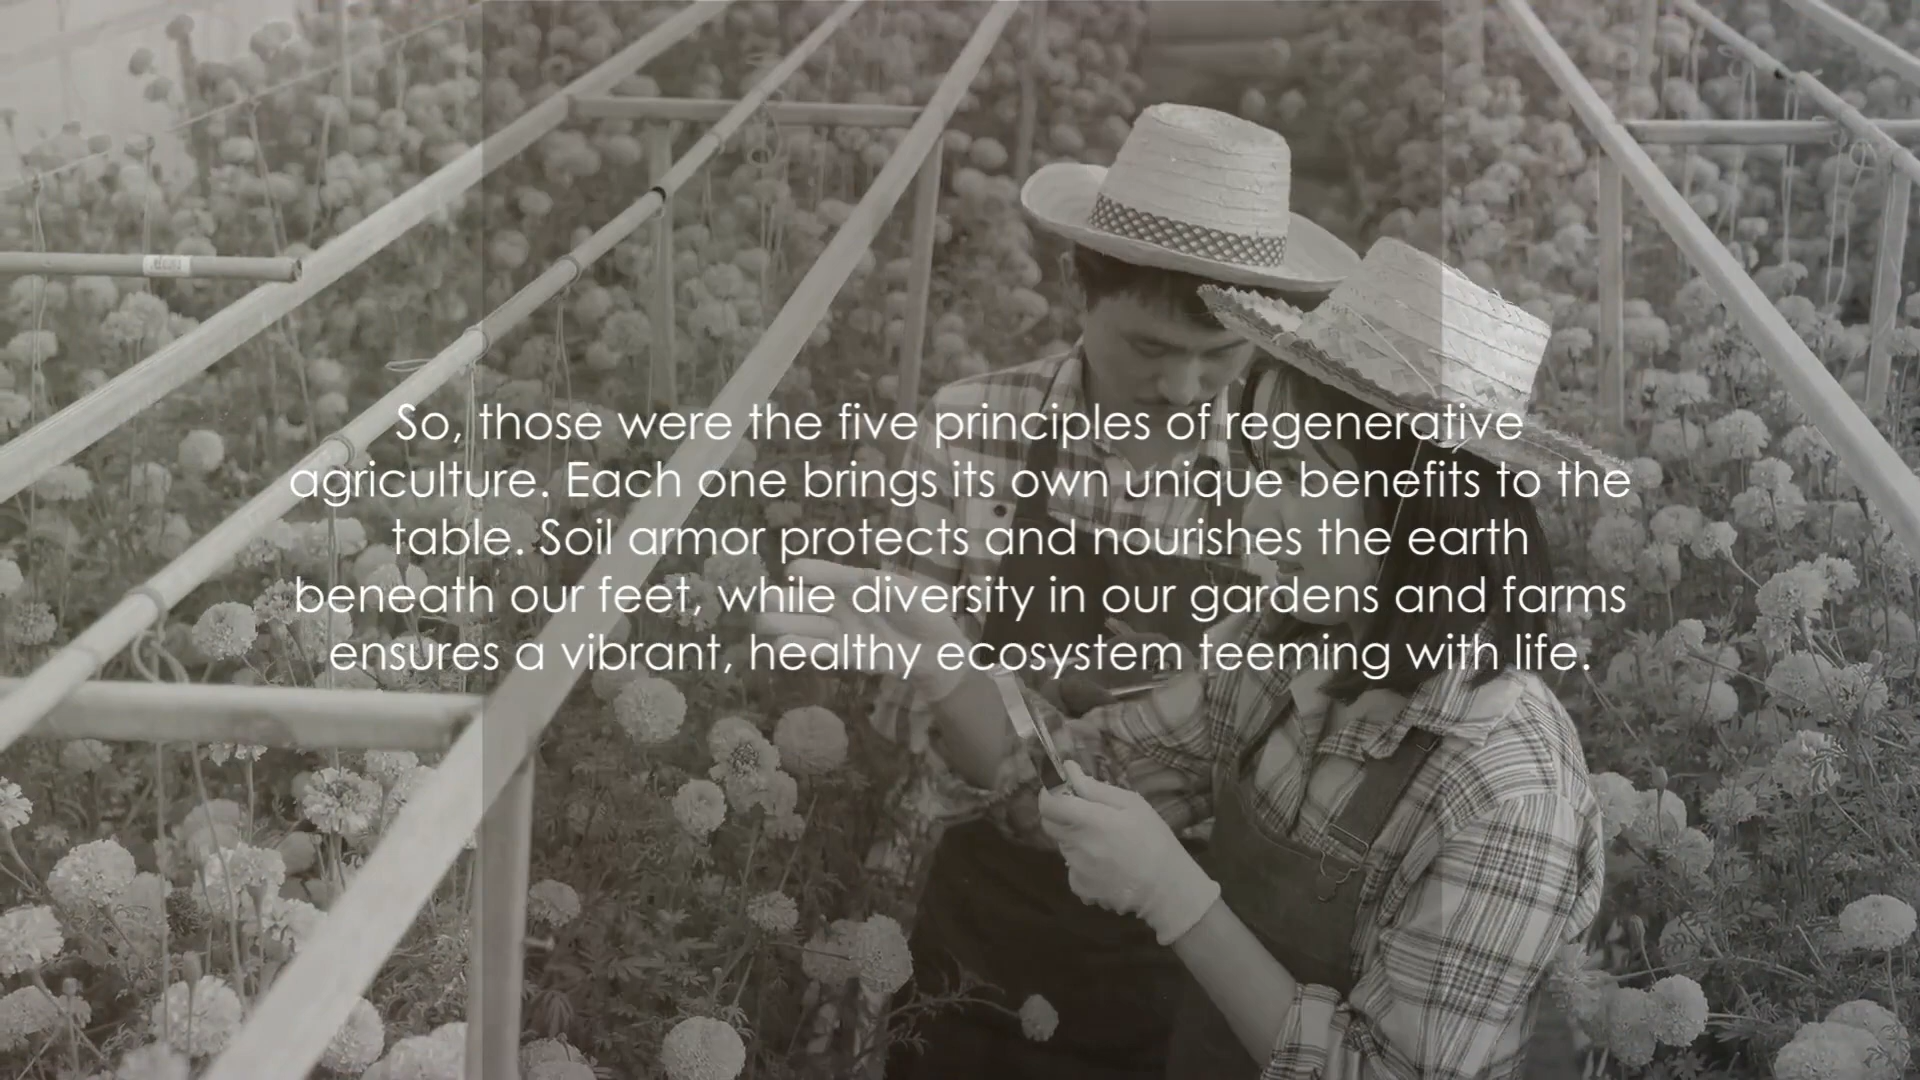 So, those were the five principles of regenerative
agriculture. Each one brings its own unique benefits to the
table. Soil armor protects and nourishes the earth
beneath our feet, while diversity in our gardens and farms
ensures a vibrant, healthy ecosystem teeming with life.